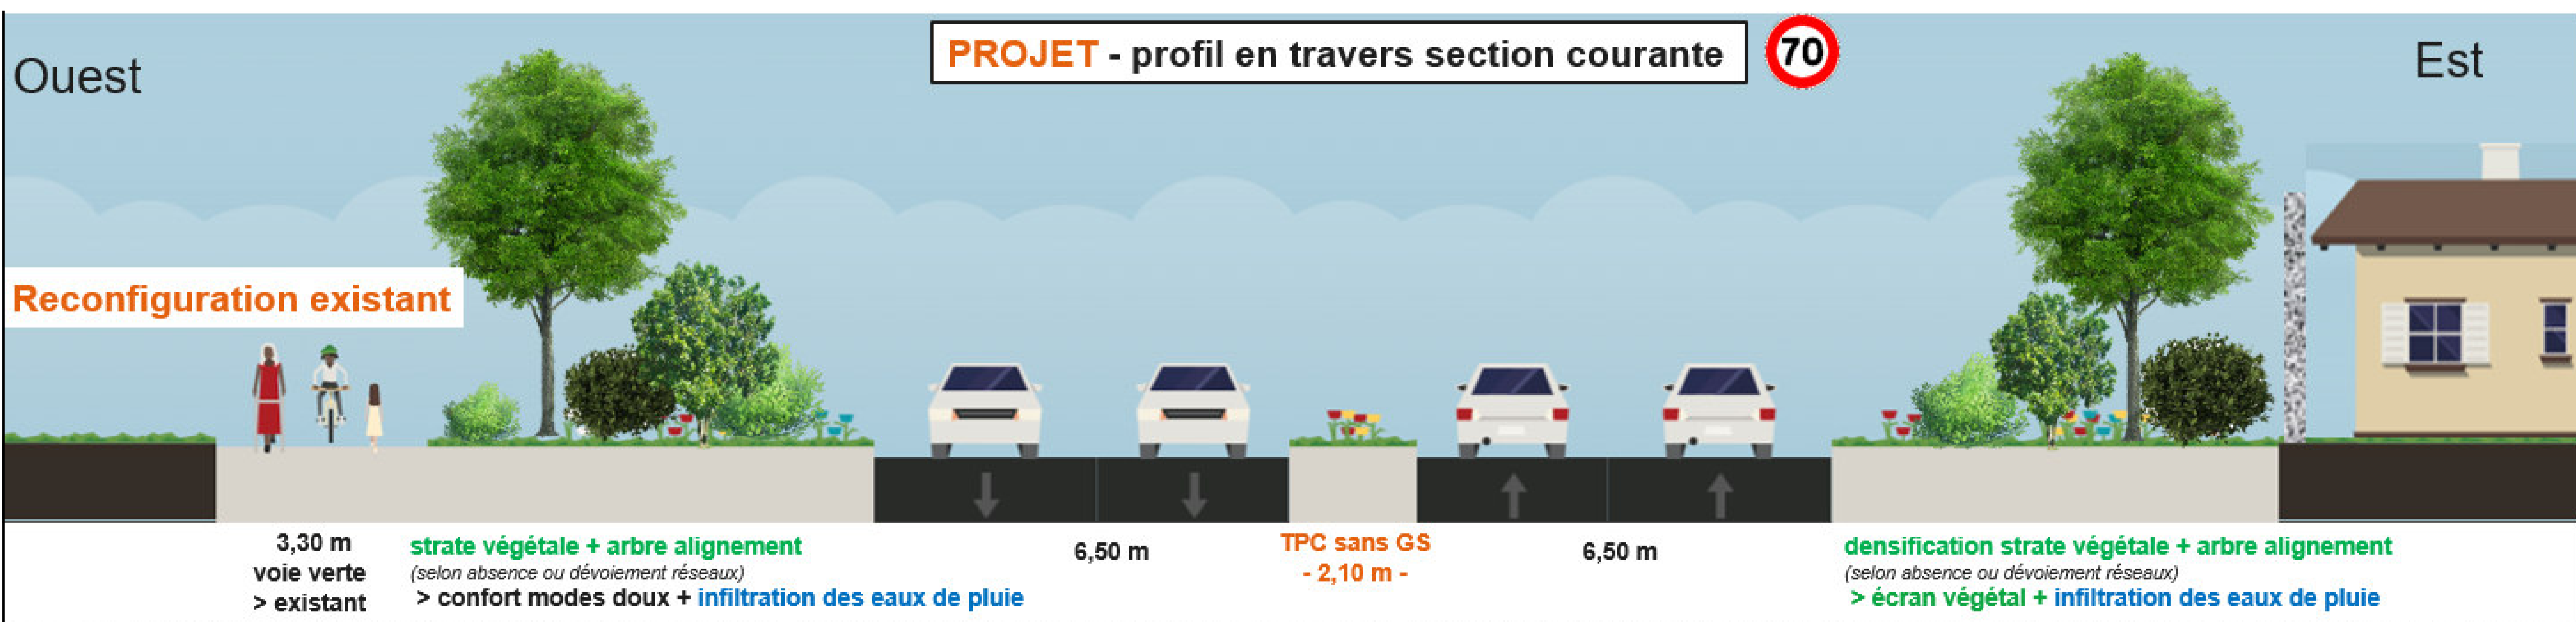 PROJET - profil en travers section courante
70
Ouest
Est
Reconfiguration existant
3,30 m
voie verte
> existant
strate végétale + arbre alignement
(selon absence ou dévoiement réseaux)
> confort modes doux + infiltration des eaux de pluie
6,50 m
TPC sans GS
- 2,10 m -
6,50 m
densification strate végétale + arbre alignement
(selon absence ou dévoiement réseaux)
> écran végétal + infiltration des eaux de pluie